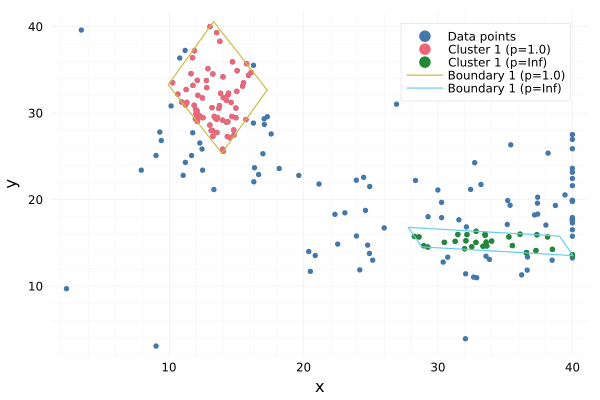 40
30
20
10
y
10
20
30
40
x
Data points
Cluster 1 (p=1.0)
Cluster 1 (p=Inf)
Boundary 1 (p=1.0)
Boundary 1 (p=Inf)